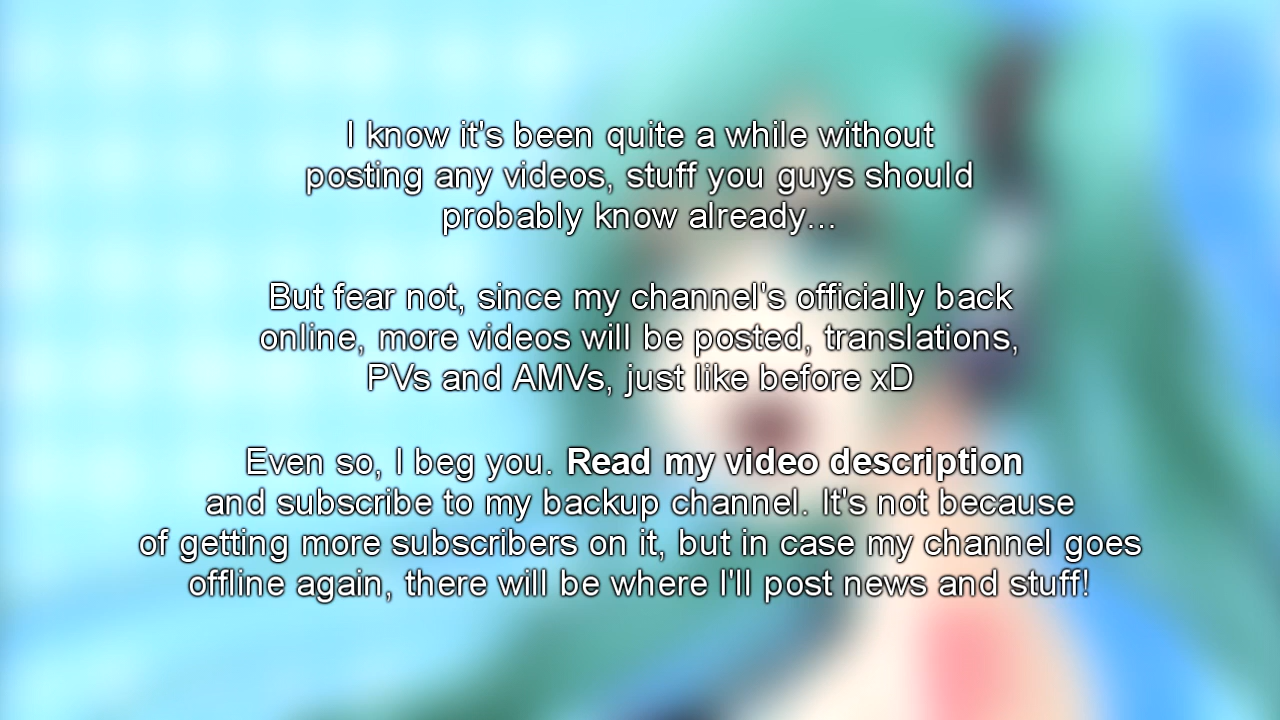 I know it's been quite a while without
posting any videos, stuff you guys should
probably know already...
But fear not, since my channel's officially back
online, more videos will be posted, translations,
PVs and AMVs, just like before xD
Even so, I beg you. Read my video description
and subscribe to my backup channel. It's not because
of getting more subscribers on it, but in case my channel goes
offline again, there will be where I'll post news and stuff!